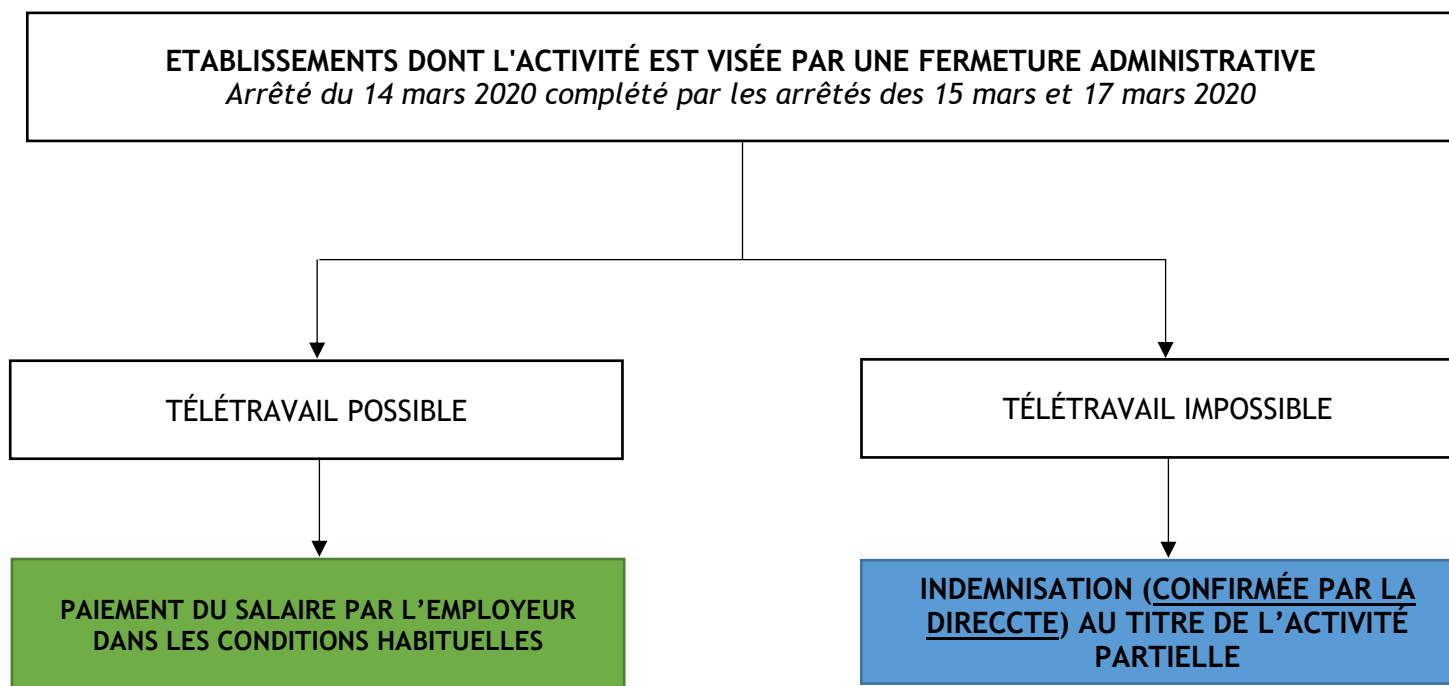 ETABLISSEMENTS DONT L'ACTIVITÉ EST VISÉE PAR UNE FERMETURE ADMINISTRATIVE
Arrêté du 14 mars 2020 complété par les arrêtés des 15 mars et 17 mars 2020
TÉLÉTRAVAIL POSSIBLE
TÉLÉTRAVAIL IMPOSSIBLE
PAIEMENT DU SALAIRE PAR L’EMPLOYEUR
DANS LES CONDITIONS HABITUELLES
INDEMNISATION (CONFIRMÉE PAR LA
DIRECCTE) AU TITRE DE L’ACTIVITÉ
PARTIELLE